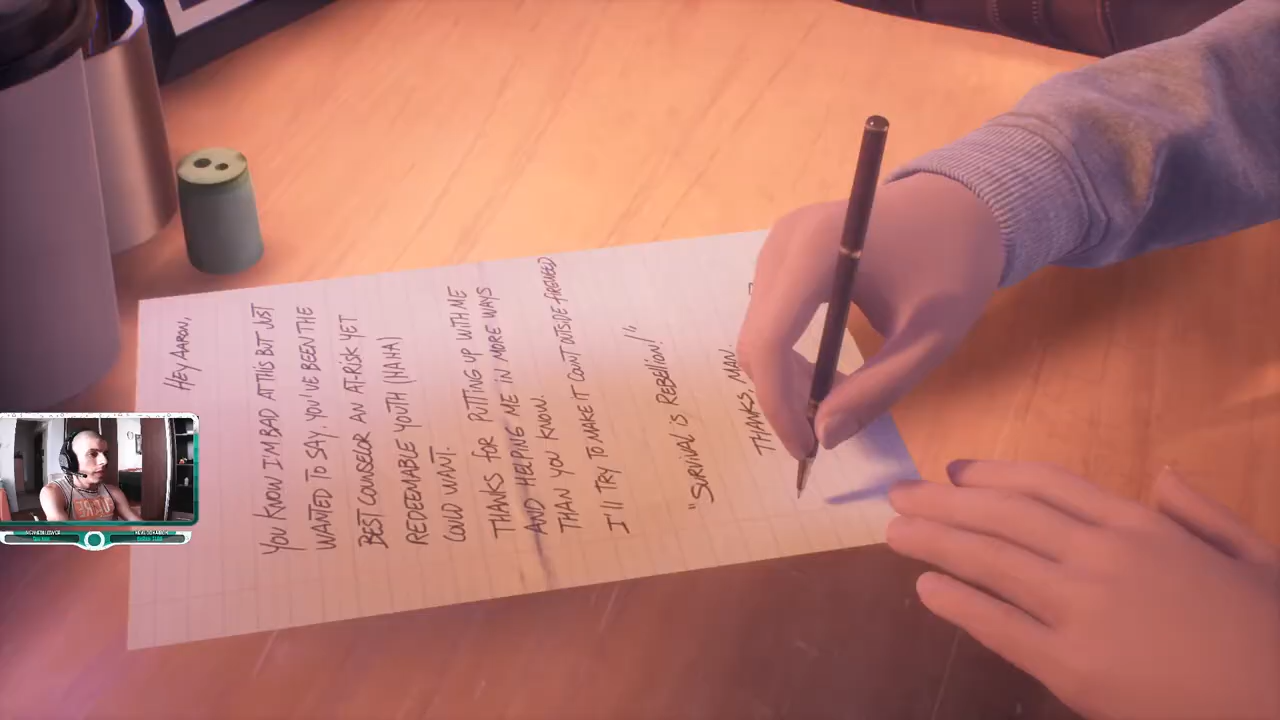 HEY AARON,
YOU KNOW I'M BAD AT THIS BUT JUST
WANTED TO SAY, YOU'VE BEEN THE
BEST COUNSELOR AN AT-RISK YET
REDEEMABLE YOUTH (HAHA)
COULD WANT.
THANKS FOR PUTTING UP WITH ME
AND HELPING ME IN MORE WAYS
THAN YOU KNOW.
I'LL TRY TO MAKE IT COUNT OUTSIDE FIREWEED
"SURVIVAL IS REBELLION!"
THANKS, MAN.